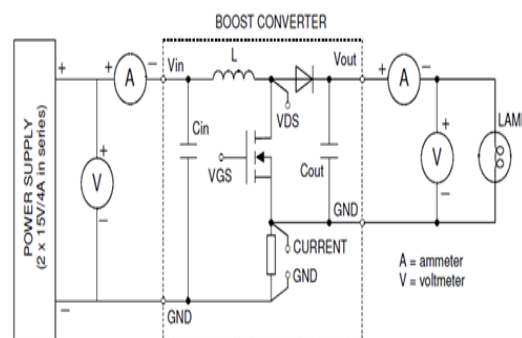 BOOST CONVERTER
POWER SUPPLY
(2 x 15V/4A in series)
+
+
A
−
Vin
L
Vout
+
A
−
+
V
−
Cin
VGS
VDS
Cout
+
V
−
LAM
GND
CURRENT
GND
A = ammeter
V = voltmeter
−
GND